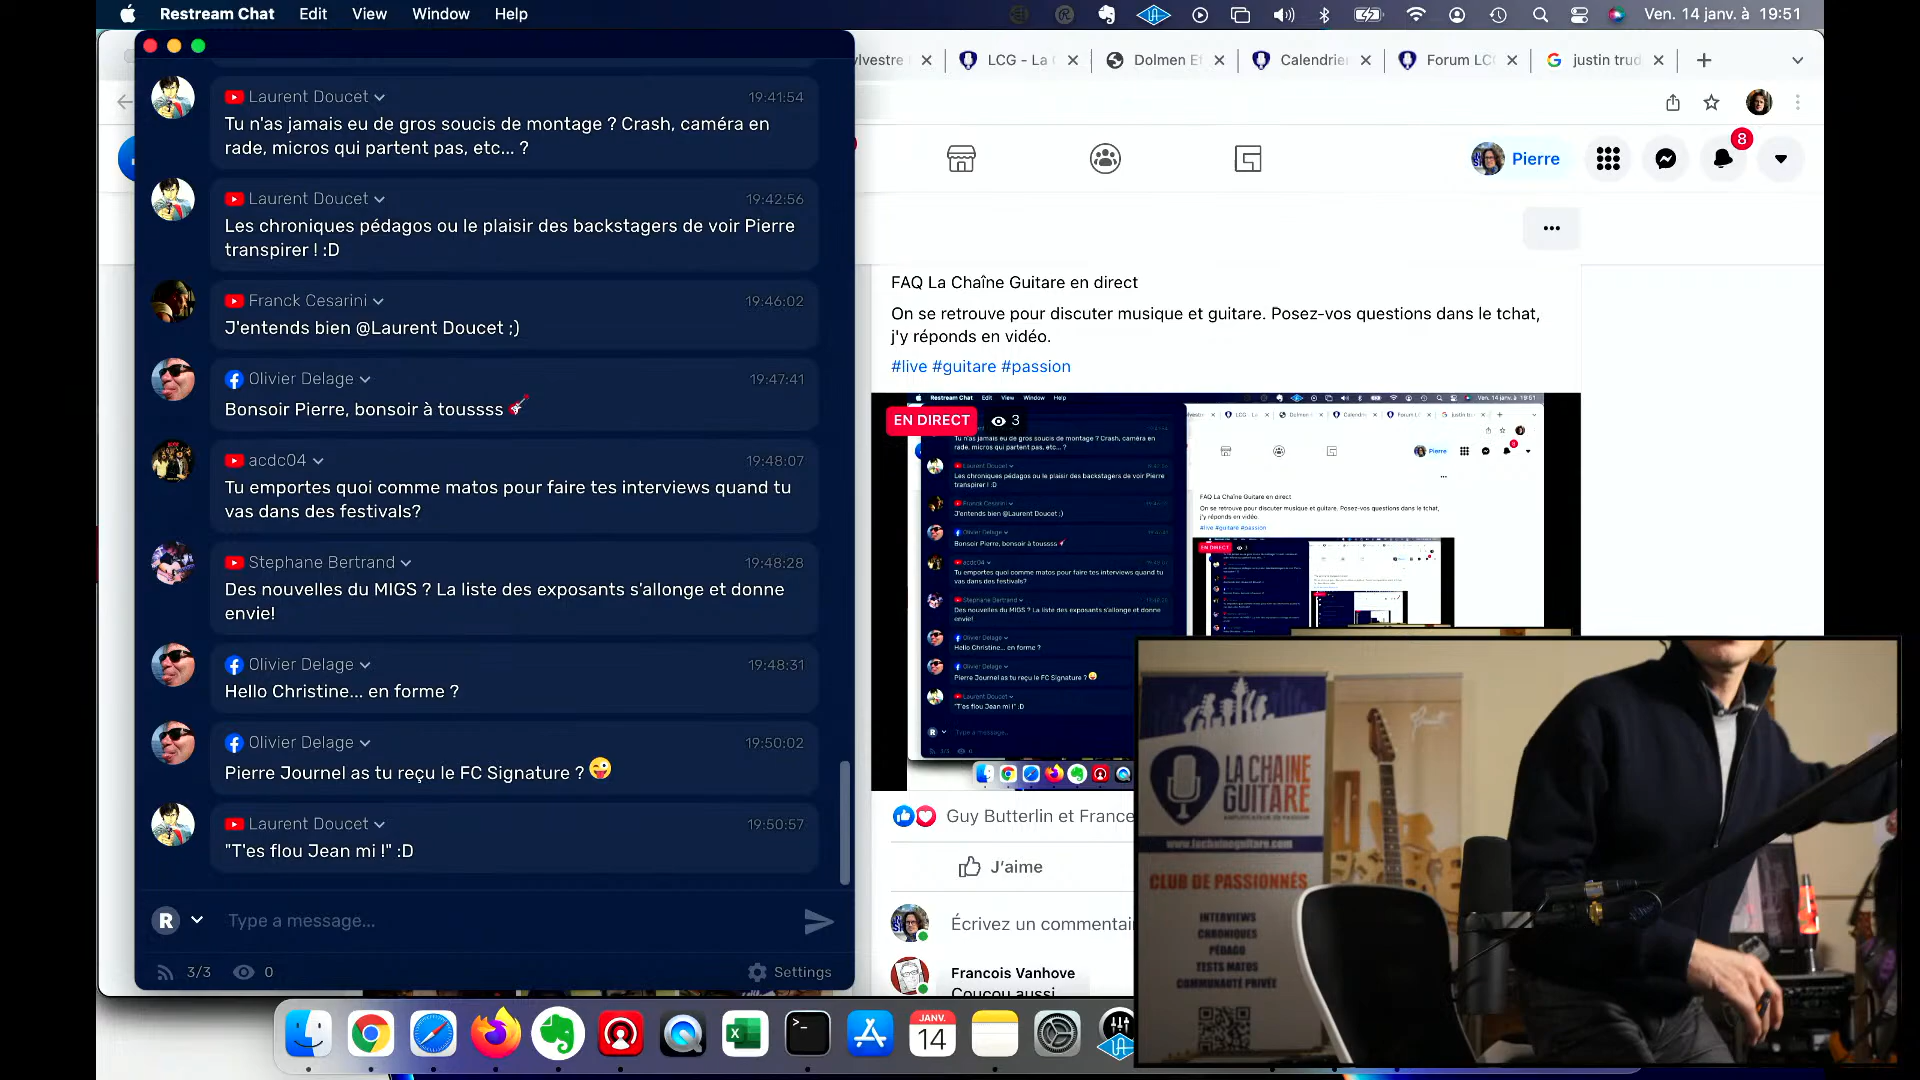 Restream Chat Edit View Window Help
Ven. 14 janv. à 19:51
Laurent Doucet 19:41:54
Tu n'as jamais eu de gros soucis de montage ? Crash, caméra en
rade, micros qui partent pas, etc... ?
Laurent Doucet 19:42:56
Les chroniques pédagos ou le plaisir des backstagers de voir Pierre
transpirer ! :D
Franck Cesarini 19:46:02
J'entends bien @Laurent Doucet ;)
Olivier Delage 19:47:41
Bonsoir Pierre, bonsoir à toussss
acdc04 19:48:07
Tu emportes quoi comme matos pour faire tes interviews quand tu
vas dans des festivals?
Stephane Bertrand 19:48:28
Des nouvelles du MIGS ? La liste des exposants s'allonge et donne
envie!
Olivier Delage 19:48:31
Hello Christine... en forme ?
Olivier Delage 19:50:02
Pierre Journel as tu reçu le FC Signature ? 😜
Laurent Doucet 19:50:57
"T'es flou Jean mi !" :D
R Type a message...
3/3 0 Settings
ylvestre LCG - La C Dolmen Ef Calendrier Forum LCG justin trud
Pierre 8
FAQ La Chaîne Guitare en direct
On se retrouve pour discuter musique et guitare. Posez-vos questions dans le tchat,
j'y réponds en vidéo.
#live #guitare #passion
EN DIRECT 3
Guy Butterlin et France
J'aime
Écrivez un commentai
Francois Vanhove
Coucou aussi
JANV.
14
LA CHAINE
GUITARE
www.lachaineguitare.com
CLUB DE PASSIONNÉS
INTERVIEWS
CHRONIQUES
PÉDAGO
TESTS MATOS
COMMUNAUTÉ PRIVÉE